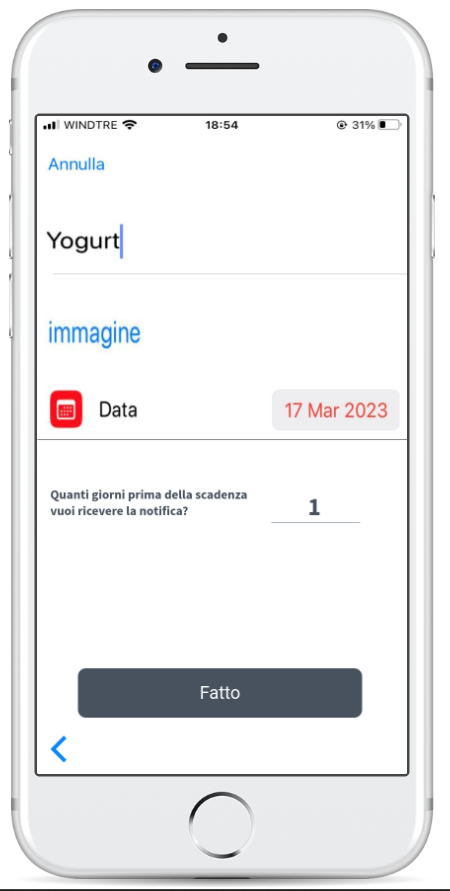 WINDTRE 18:54 31%
Annulla
Yogurt
immagine
Data 17 Mar 2023
Quanti giorni prima della scadenza
vuoi ricevere la notifica?
1
Fatto